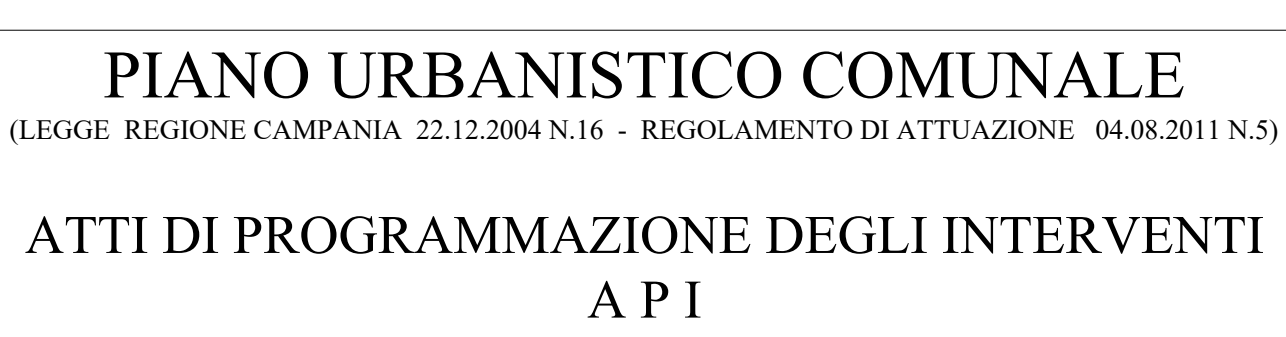 PIANO URBANISTICO COMUNALE
(LEGGE REGIONE CAMPANIA 22.12.2004 N.16 - REGOLAMENTO DI ATTUAZIONE 04.08.2011 N.5)
ATTI DI PROGRAMMAZIONE DEGLI INTERVENTI
A P I